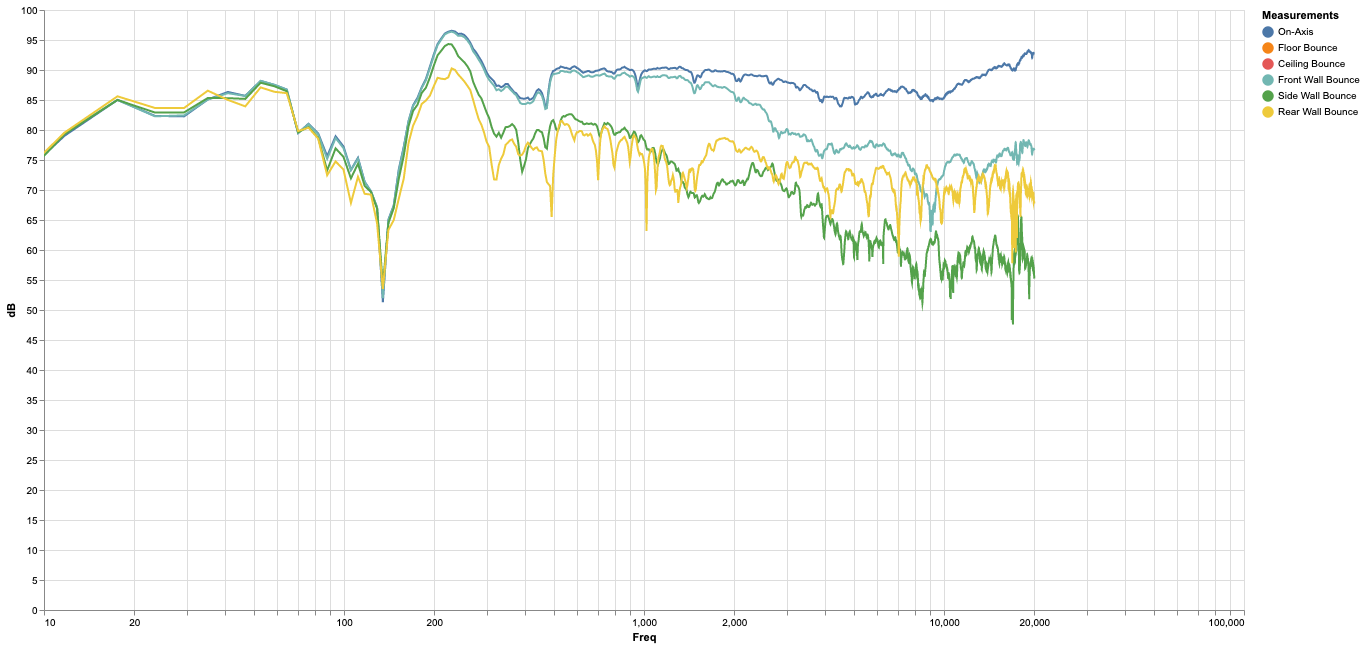 100
95
90
85
80
75
70
65
60
55
50
45
40
35
30
25
20
15
10
5
0
dB
10 20 100 200 1,000 2,000 10,000 20,000 100,000
Freq
Measurements
On-Axis
Floor Bounce
Ceiling Bounce
Front Wall Bounce
Side Wall Bounce
Rear Wall Bounce